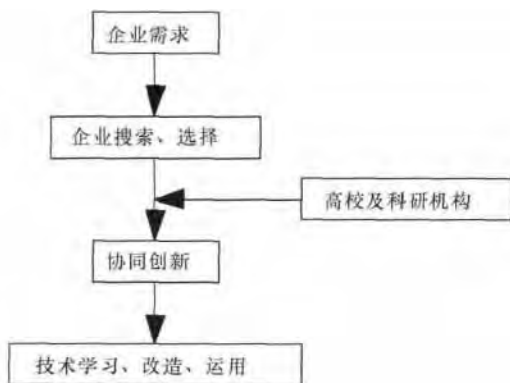 企业需求
企业搜索、选择
高校及科研机构
协同创新
技术学习、改造、运用